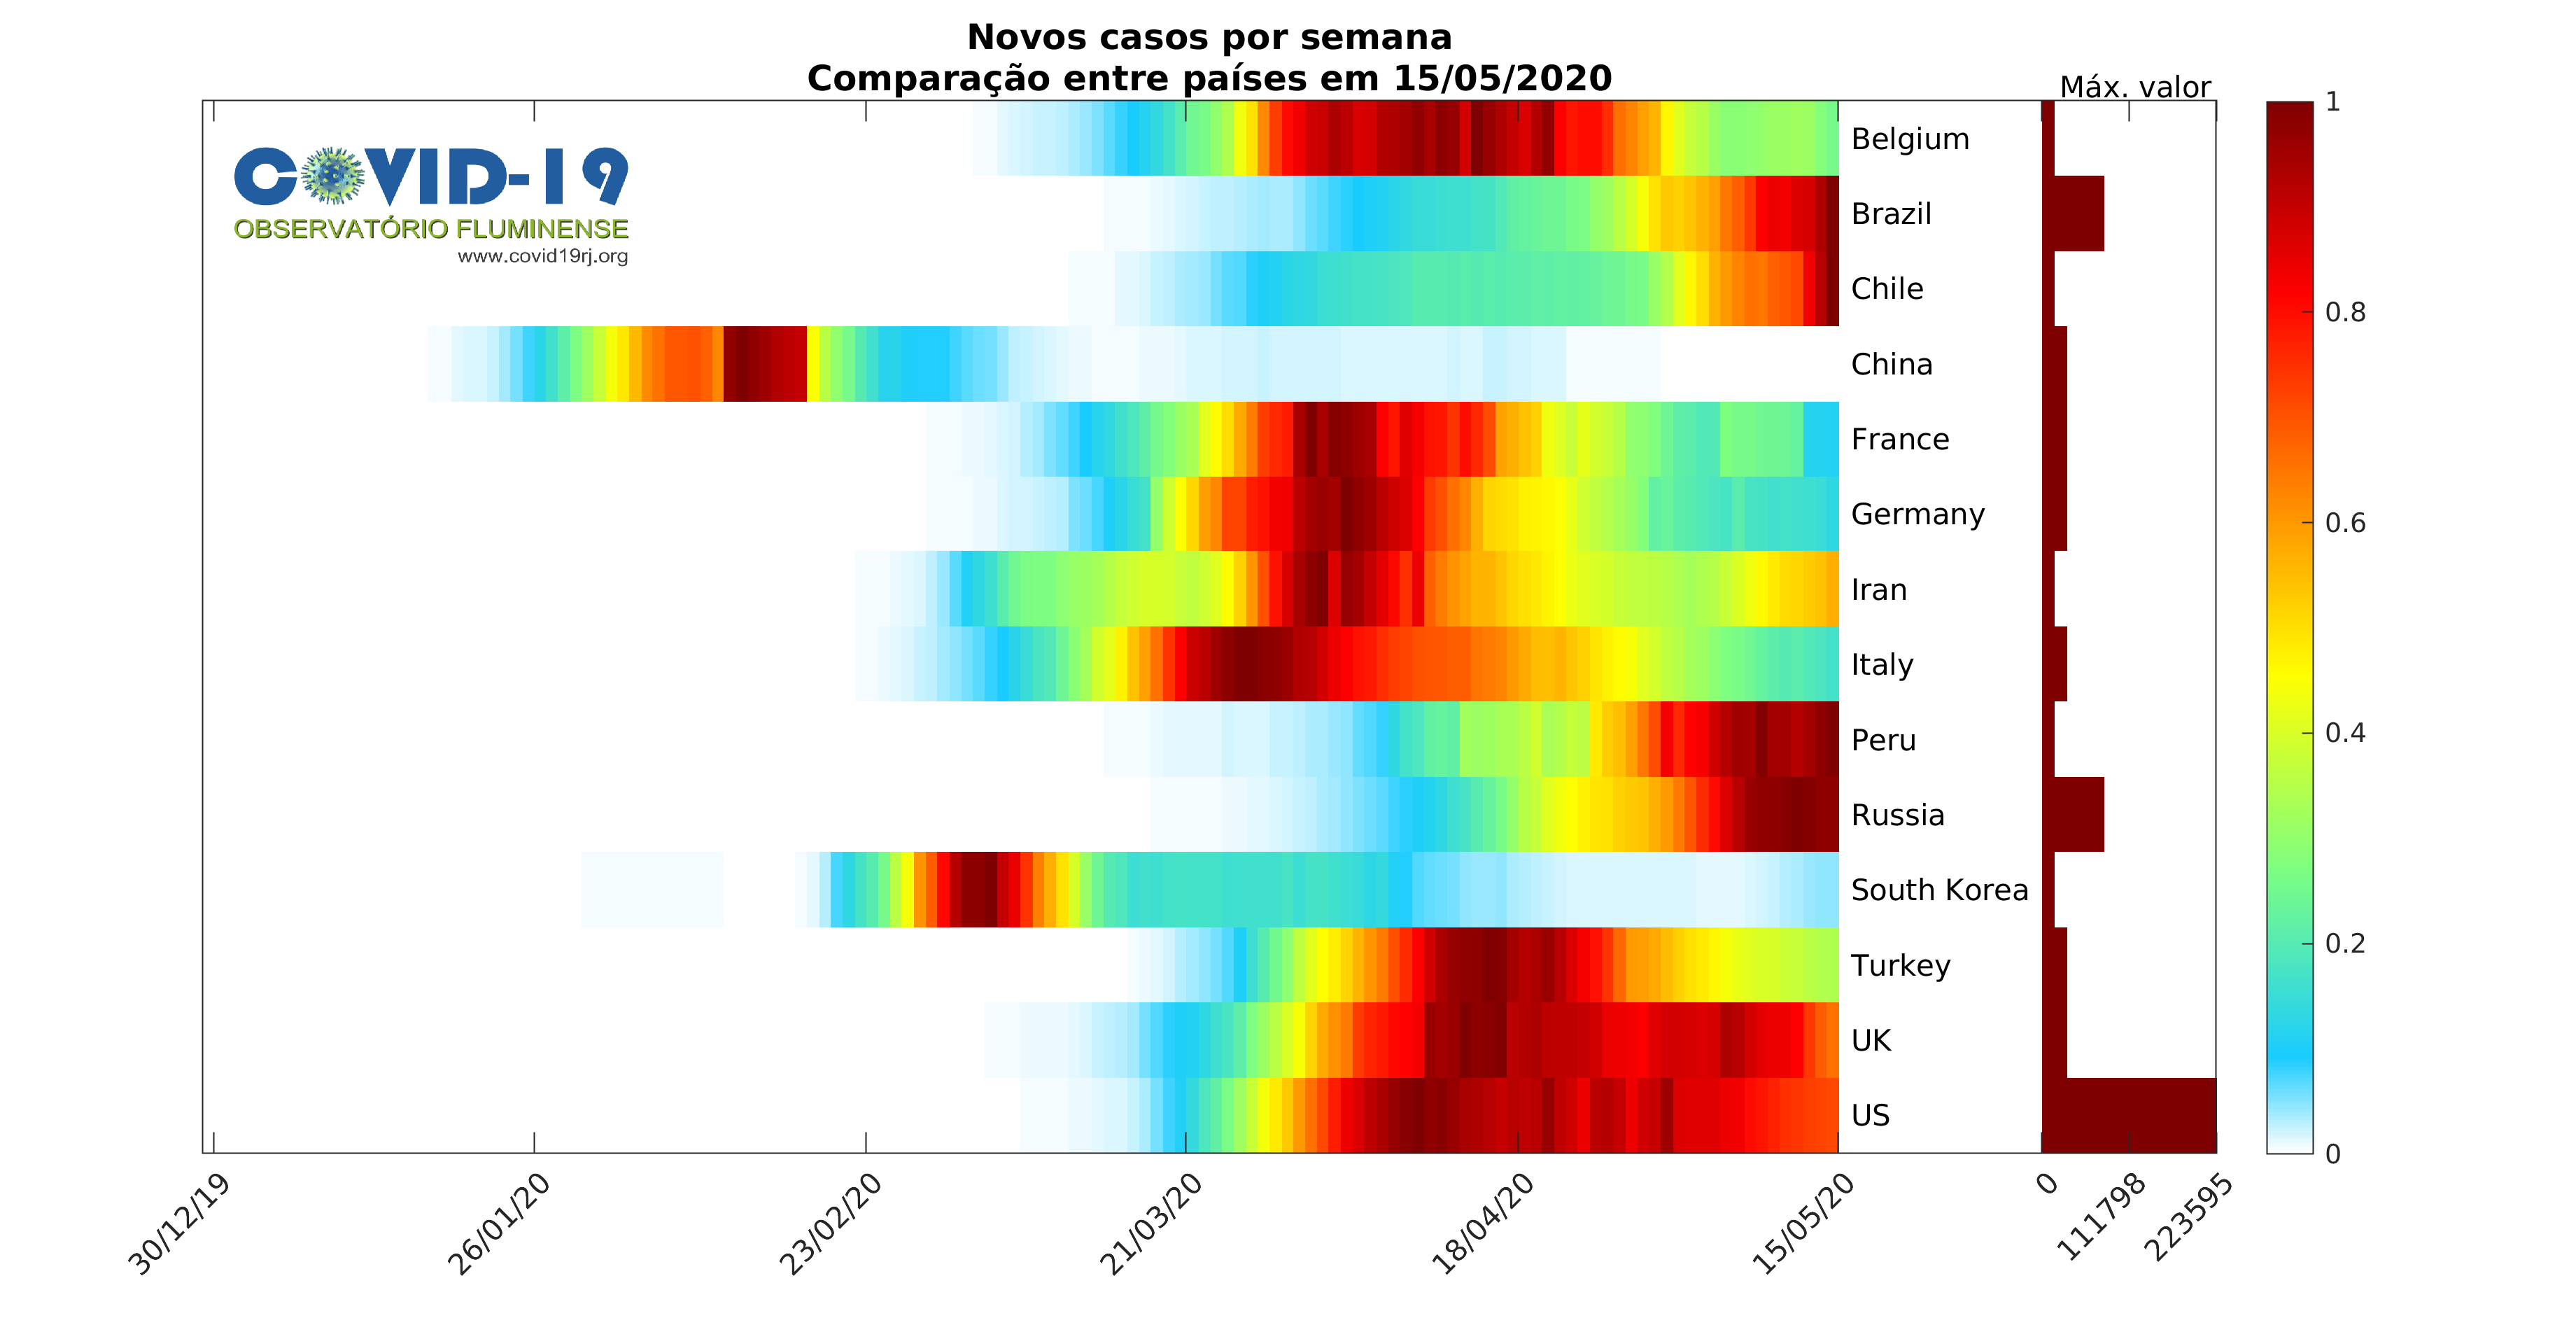 Novos casos por semana
Comparação entre países em 15/05/2020
Máx. valor
COVID-19
OBSERVATÓRIO FLUMINENSE
www.covid19rj.org
Belgium
Brazil
Chile
China
France
Germany
Iran
Italy
Peru
Russia
South Korea
Turkey
UK
US
1
0.8
0.6
0.4
0.2
0
30/12/19
26/01/20
23/02/20
21/03/20
18/04/20
15/05/20
0
11798
223595